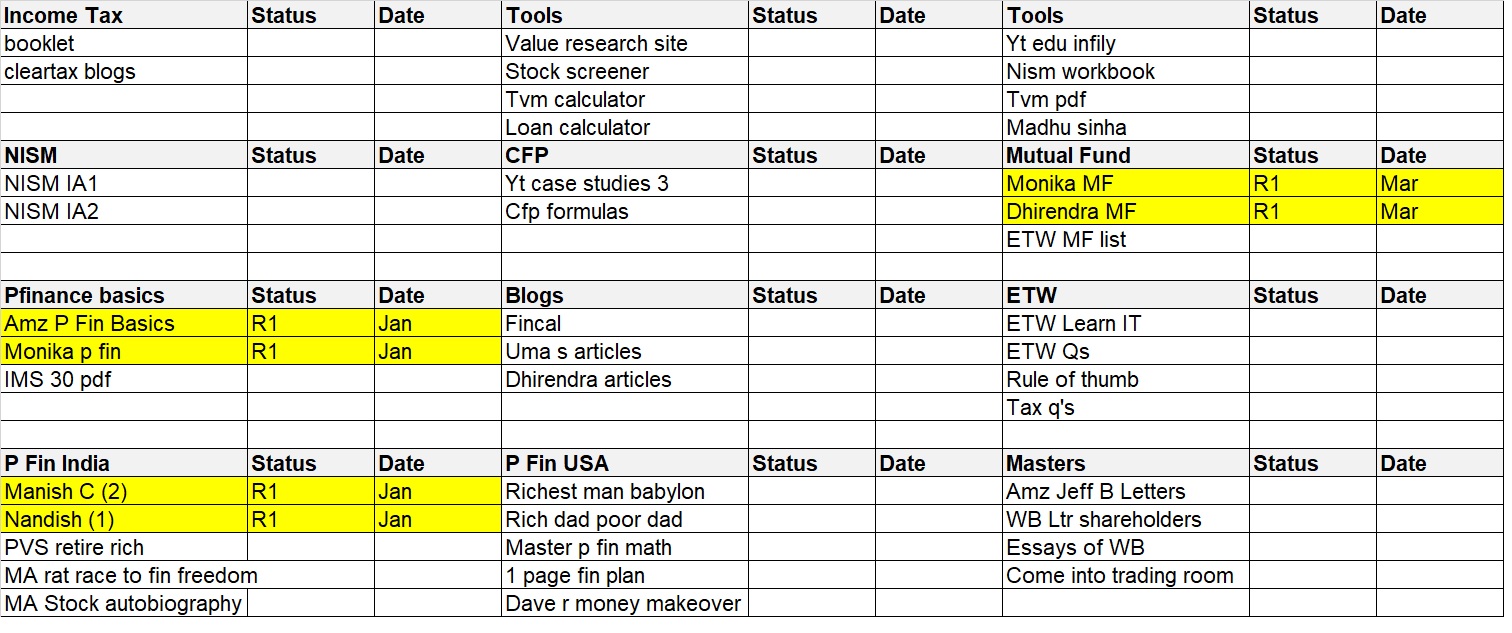 Income Tax Status Date Tools Status Date Tools Status Date
booklet Value research site Yt edu infily
cleartax blogs Stock screener Nism workbook
Tvm calculator Tvm pdf
Loan calculator Madhu sinha
NISM Status Date CFP Status Date Mutual Fund Status Date
NISM IA1 Yt case studies 3 Monika MF R1 Mar
NISM IA2 Cfp formulas Dhirendra MF R1 Mar
ETW MF list
Pfinance basics Status Date Blogs Status Date ETW Status Date
Amz P Fin Basics R1 Jan Fincal ETW Learn IT
Monika p fin R1 Jan Uma s articles ETW Qs
IMS 30 pdf Dhirendra articles Rule of thumb
Tax q's
P Fin India Status Date P Fin USA Status Date Masters Status Date
Manish C (2) R1 Jan Richest man babylon Amz Jeff B Letters
Nandish (1) R1 Jan Rich dad poor dad WB Ltr shareholders
PVS retire rich Master p fin math Essays of WB
MA rat race to fin freedom 1 page fin plan Come into trading room
MA Stock autobiography Dave r money makeover